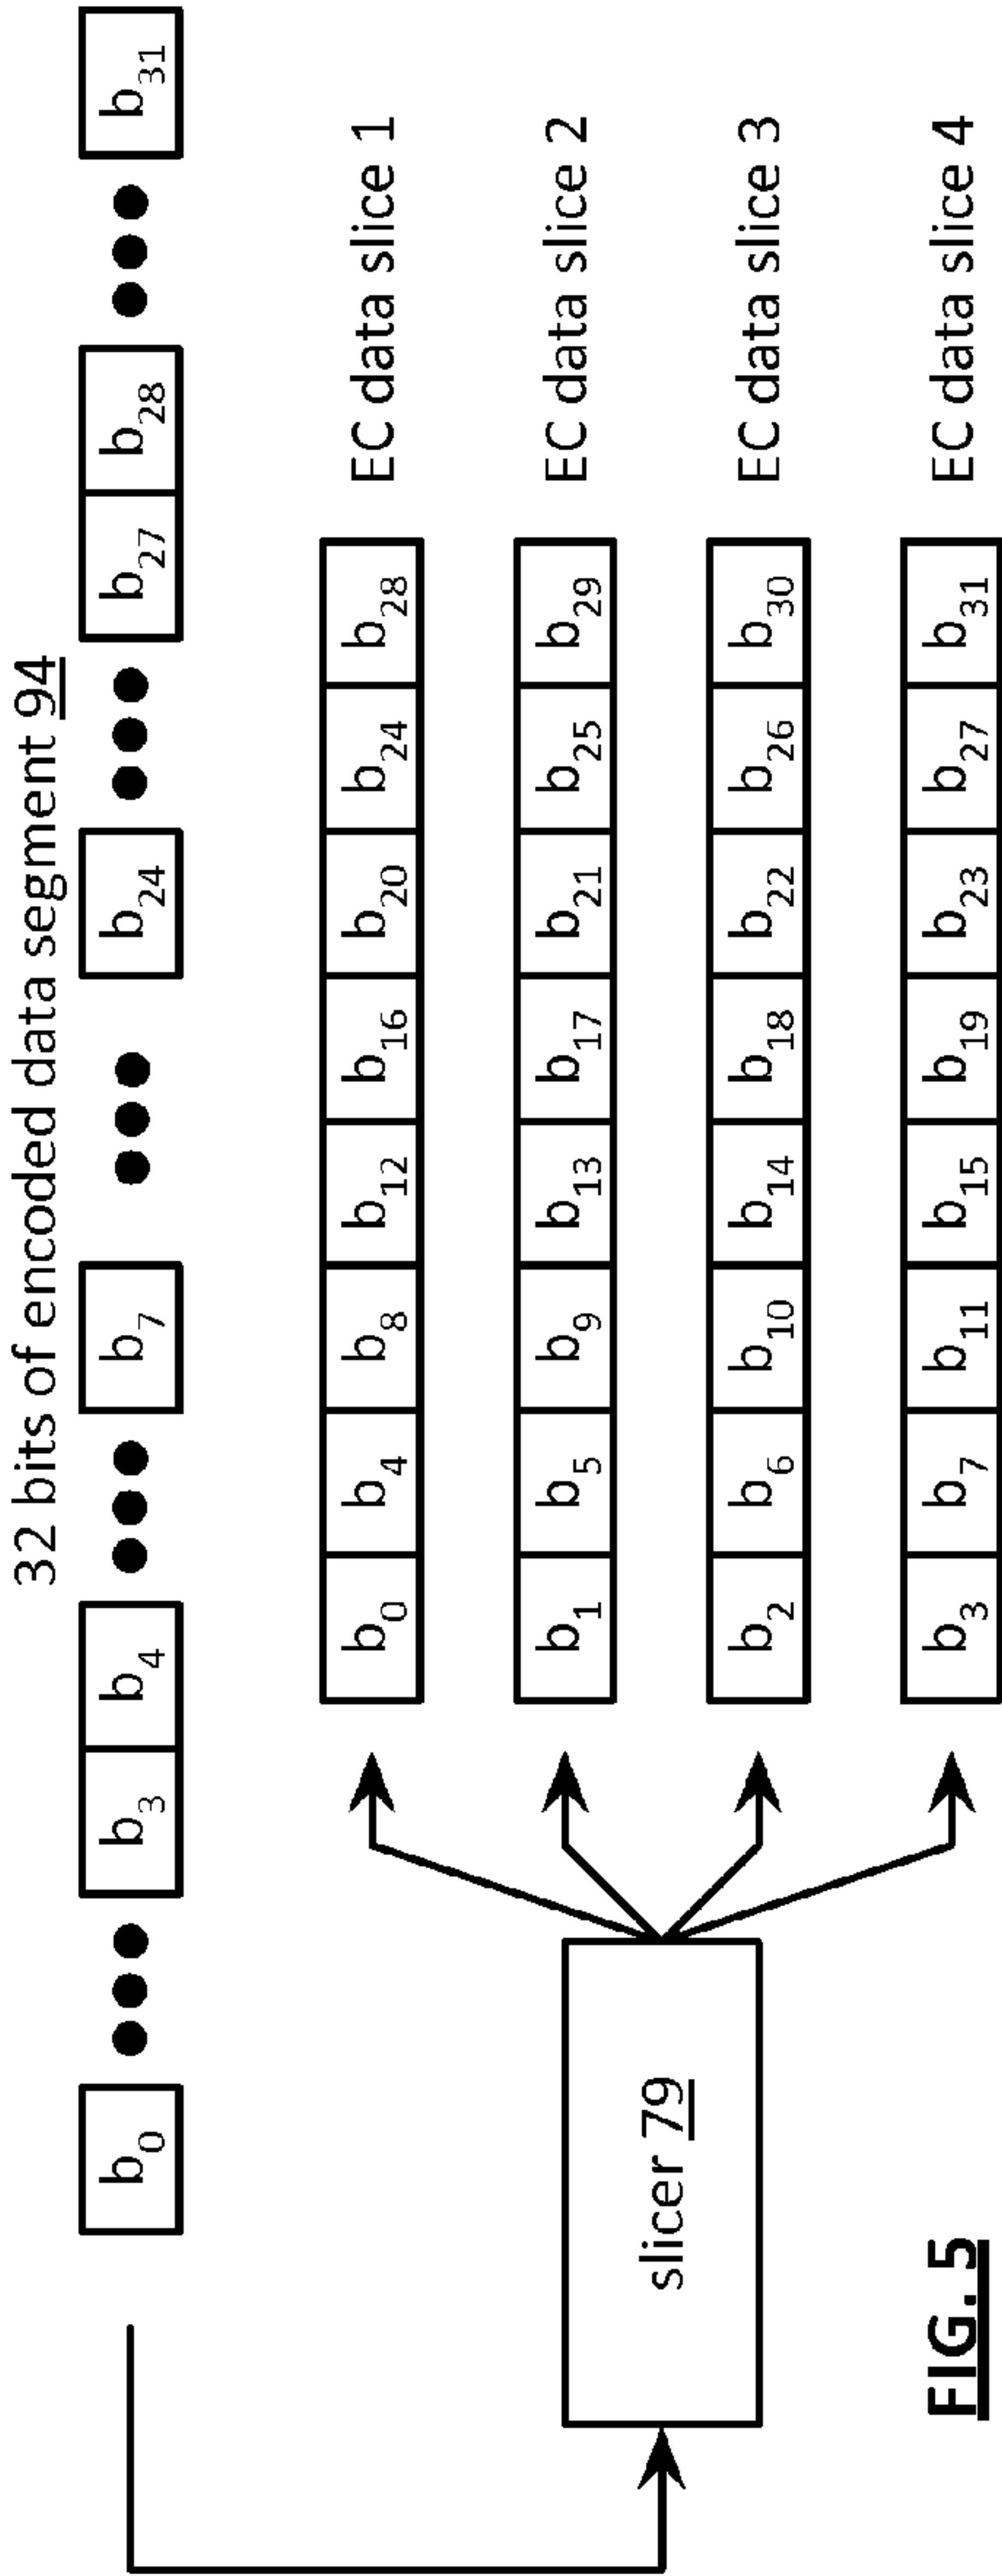 32 bits of encoded data segment 94
b0 ••• b3 b4 ••• b7 ••• b24 ••• b27 b28 ••• b31
b0 b4 b8 b12 b16 b20 b24 b28 EC data slice 1
b1 b5 b9 b13 b17 b21 b25 b29 EC data slice 2
slicer 79
b2 b6 b10 b14 b18 b22 b26 b30 EC data slice 3
b3 b7 b11 b15 b19 b23 b27 b31 EC data slice 4
FIG. 5